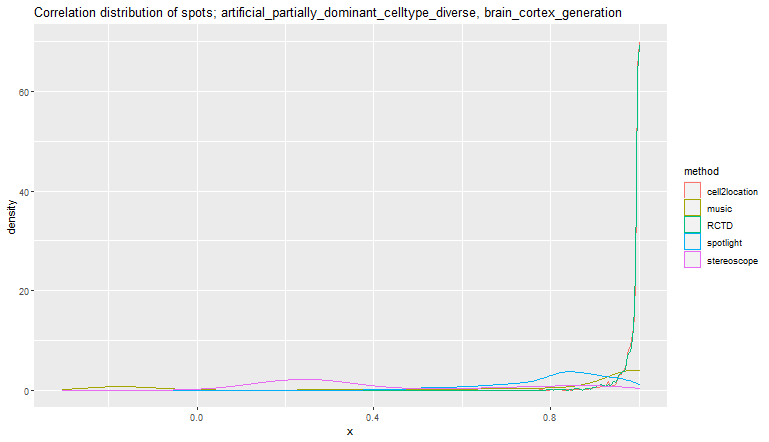 Correlation distribution of spots; artificial_partially_dominant_celltype_diverse, brain_cortex_generation
density
60
40
20
0
0.0
0.4
0.8
x
method
cell2location
music
RCTD
spotlight
stereoscope